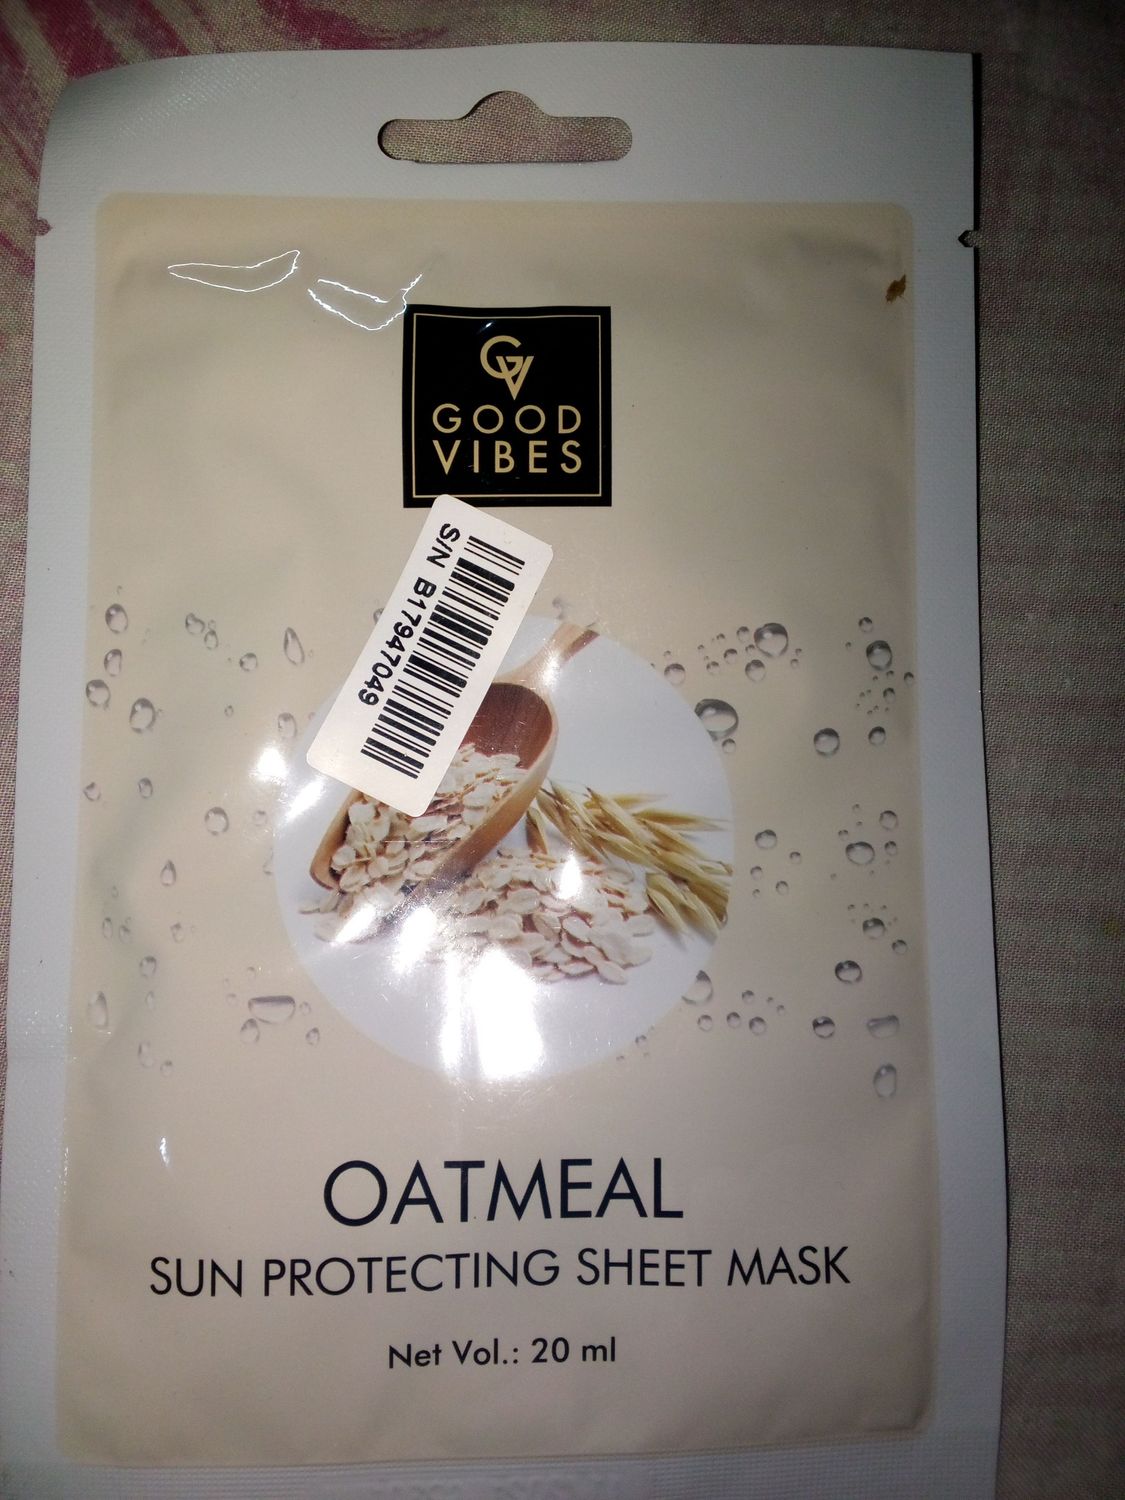 GV
GOOD
VIBES
S/N B17947049
OATMEAL
SUN PROTECTING SHEET MASK
Net Vol.: 20 ml